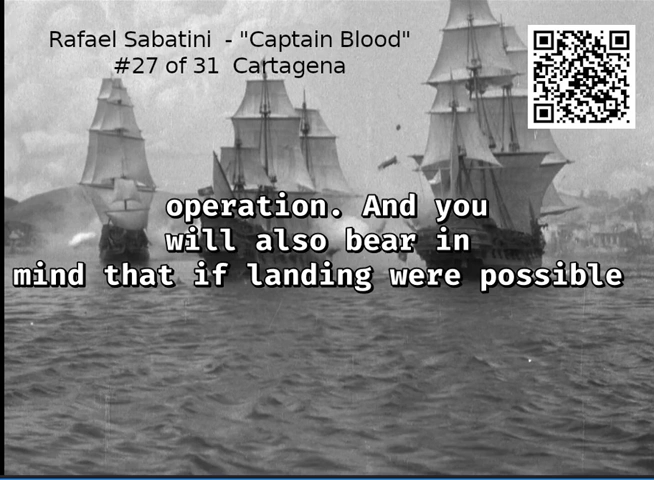 Rafael Sabatini  - "Captain Blood"
#27 of 31  Cartagena
operation. And you
will also bear in
mind that if landing were possible